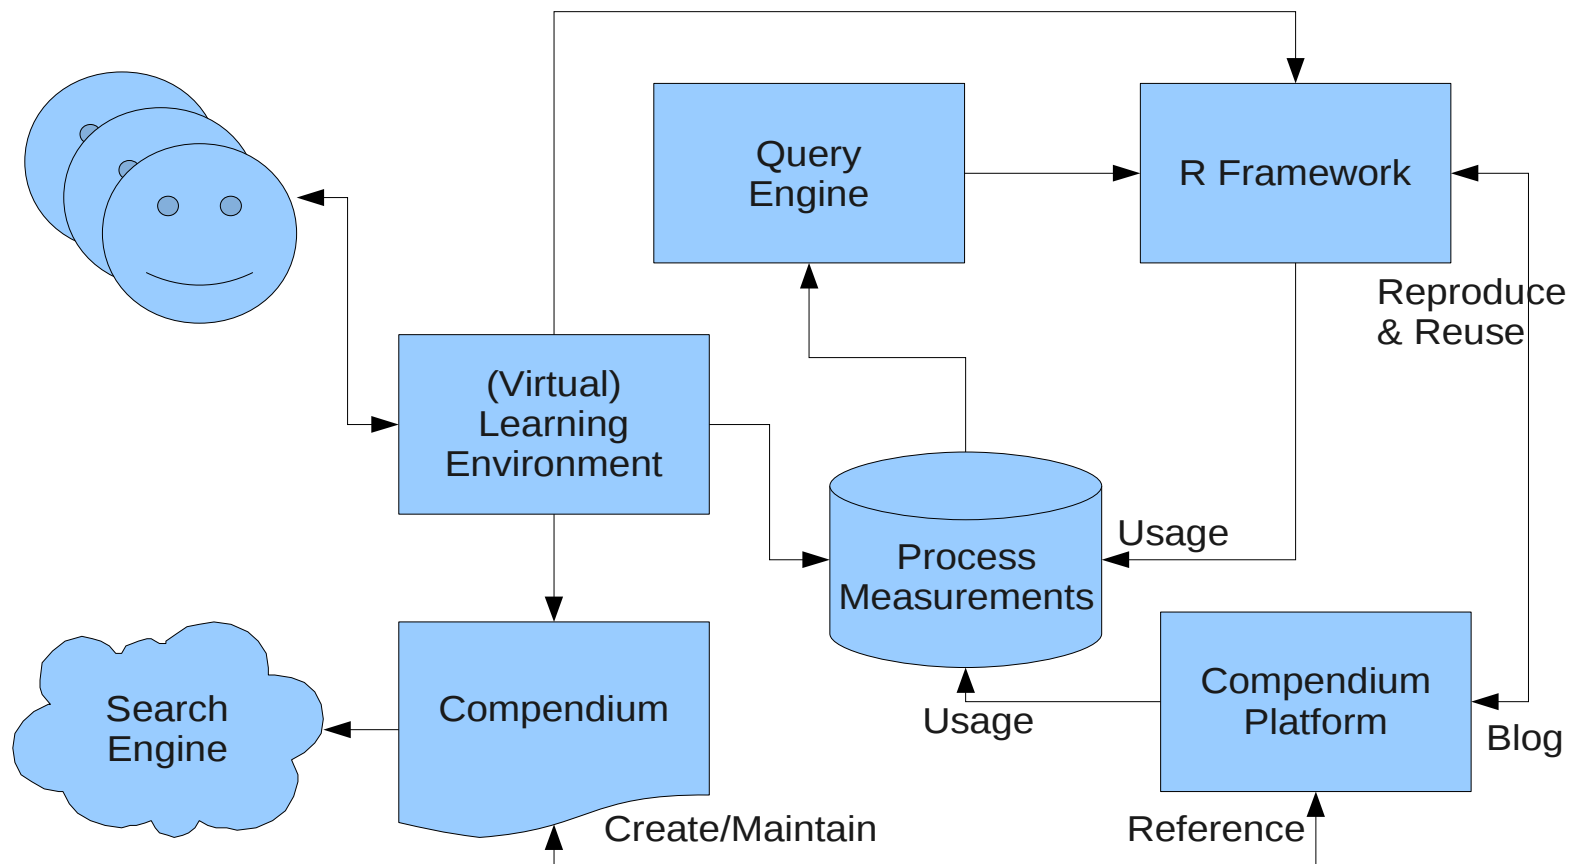 Query
Engine
R Framework
Reproduce
& Reuse
(Virtual)
Learning
Environment
Usage
Process
Measurements
Search
Engine
Compendium
Usage
Compendium
Platform
Blog
Create/Maintain
Reference